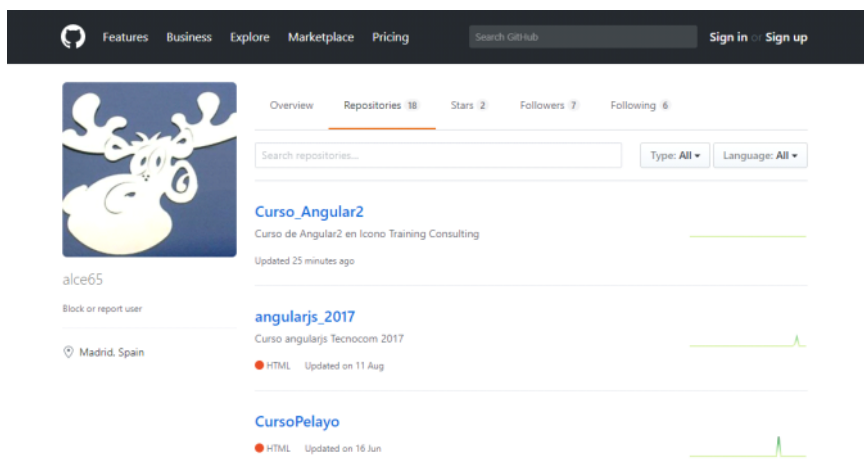 Features Business Explore Marketplace Pricing Search GitHub Sign in or Sign up
Overview Repositories 18 Stars 2 Followers 7 Following 6
Search repositories... Type: All Language: All
Curso_Angular2
Curso de Angular2 en Icono Training Consulting
Updated 25 minutes ago
alce65
Block or report user
angularjs_2017
Curso angularjs Tecnocom 2017
Madrid, Spain
HTML Updated on 11 Aug
CursoPelayo
HTML Updated on 16 Jun